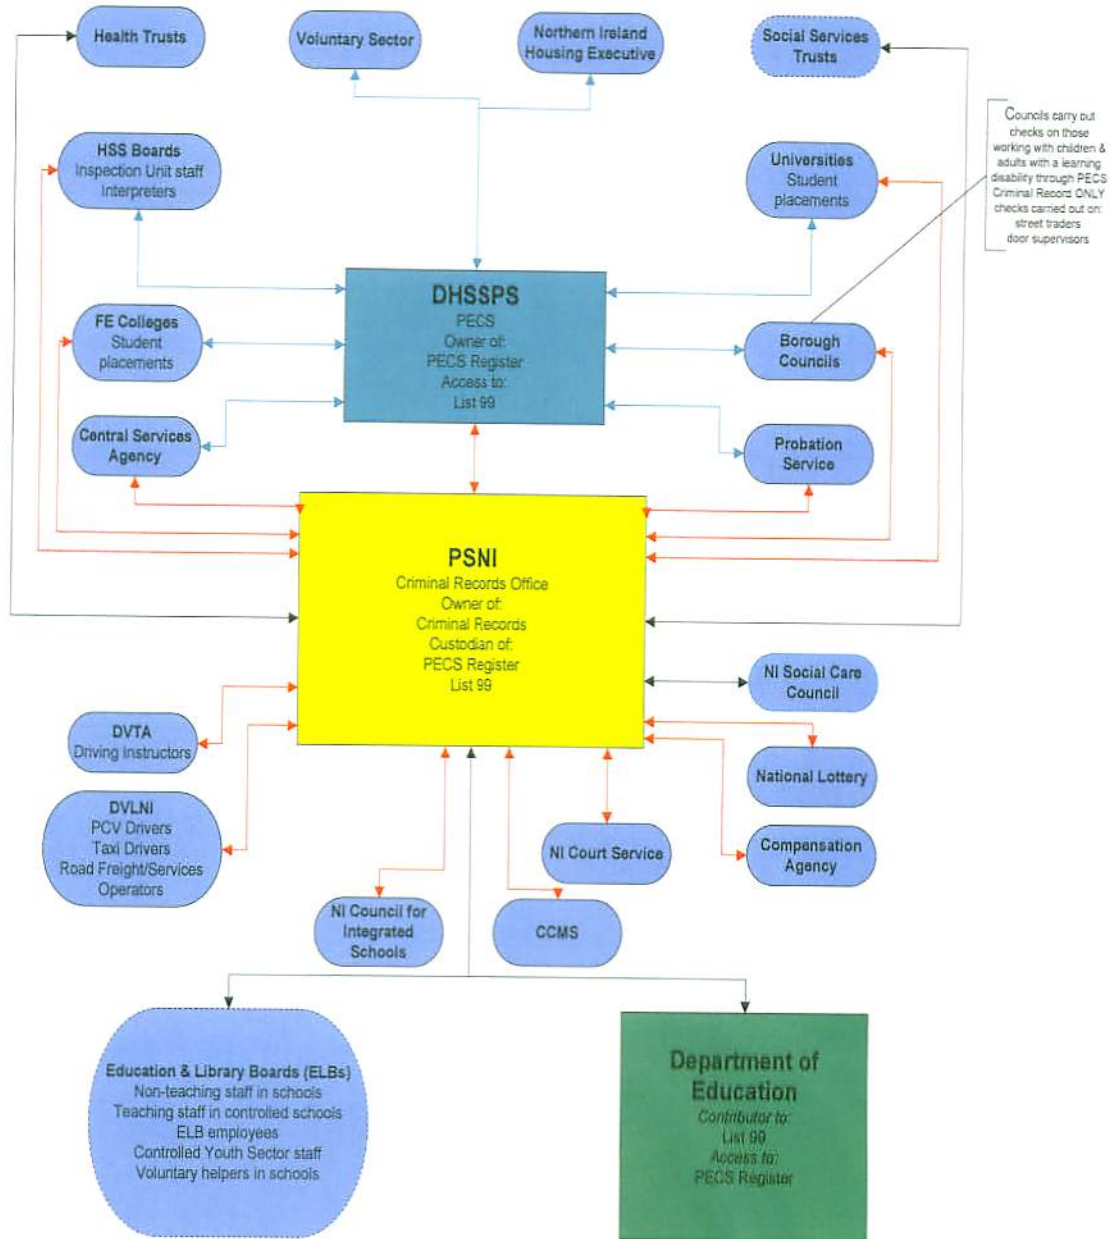 Health Trusts
Voluntary Sector
Northern Ireland
Housing Executive
Social Services
Trusts
Councils carry out
checks on those
working with children &
adults with a learning
disability through PECS
Criminal Record ONLY
checks carried out on:
street traders
door supervisors
HSS Boards
Inspection Unit staff
Interpreters
Universities
Student
placements
DHSSPS
PECS
Owner of:
PECS Register
Access to:
List 99
FE Colleges
Student
placements
Borough
Councils
Central Services
Agency
Probation
Service
PSNI
Criminal Records Office
Owner of:
Criminal Records
Custodian of:
PECS Register
List 99
NI Social Care
Council
DVTA
Driving Instructors
National Lottery
DVLNI
PCV Drivers
Taxi Drivers
Road Freight/Services
Operators
NI Court Service
Compensation
Agency
NI Council for
Integrated
Schools
CCMS
Education & Library Boards (ELBs)
Non-teaching staff in schools
Teaching staff in controlled schools
ELB employees
Controlled Youth Sector staff
Voluntary helpers in schools
Department of
Education
Contributor to:
List 99
Access to:
PECS Register